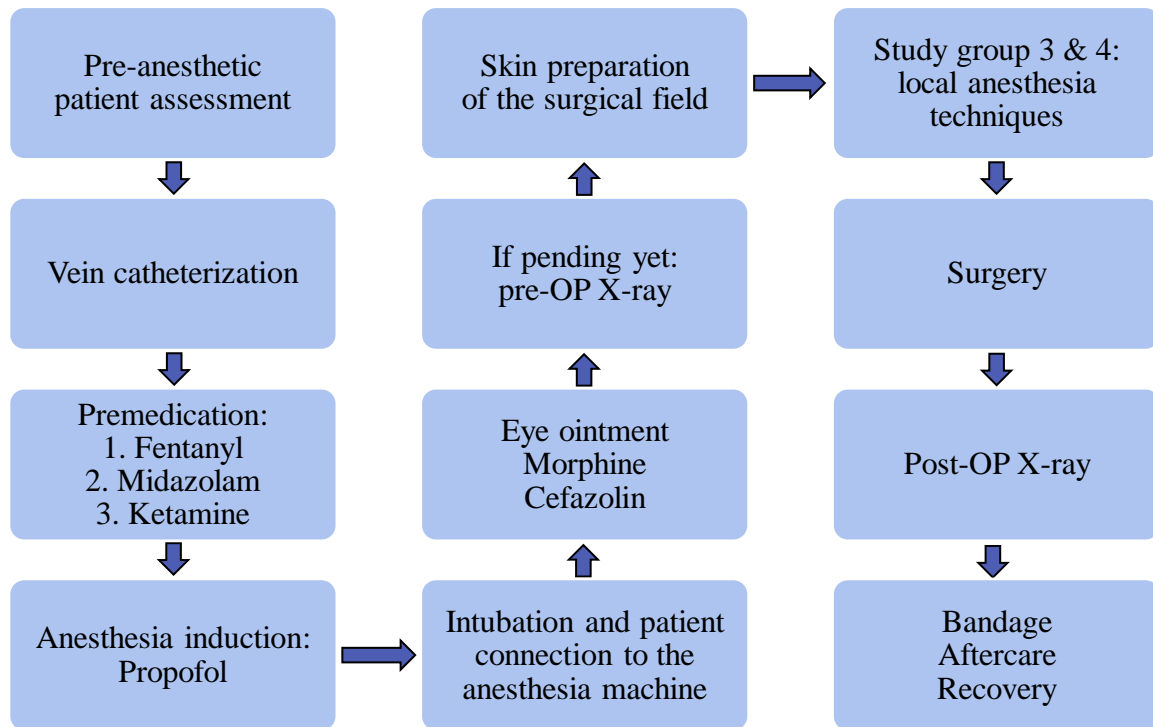 Pre-anesthetic
patient assessment
Vein catheterization
Premedication:
1. Fentanyl
2. Midazolam
3. Ketamine
Anesthesia induction:
Propofol
Intubation and patient
connection to the
anesthesia machine
Eye ointment
Morphine
Cefazolin
If pending yet:
pre-OP X-ray
Skin preparation
of the surgical field
Study group 3 & 4:
local anesthesia
techniques
Surgery
Post-OP X-ray
Bandage
Aftercare
Recovery